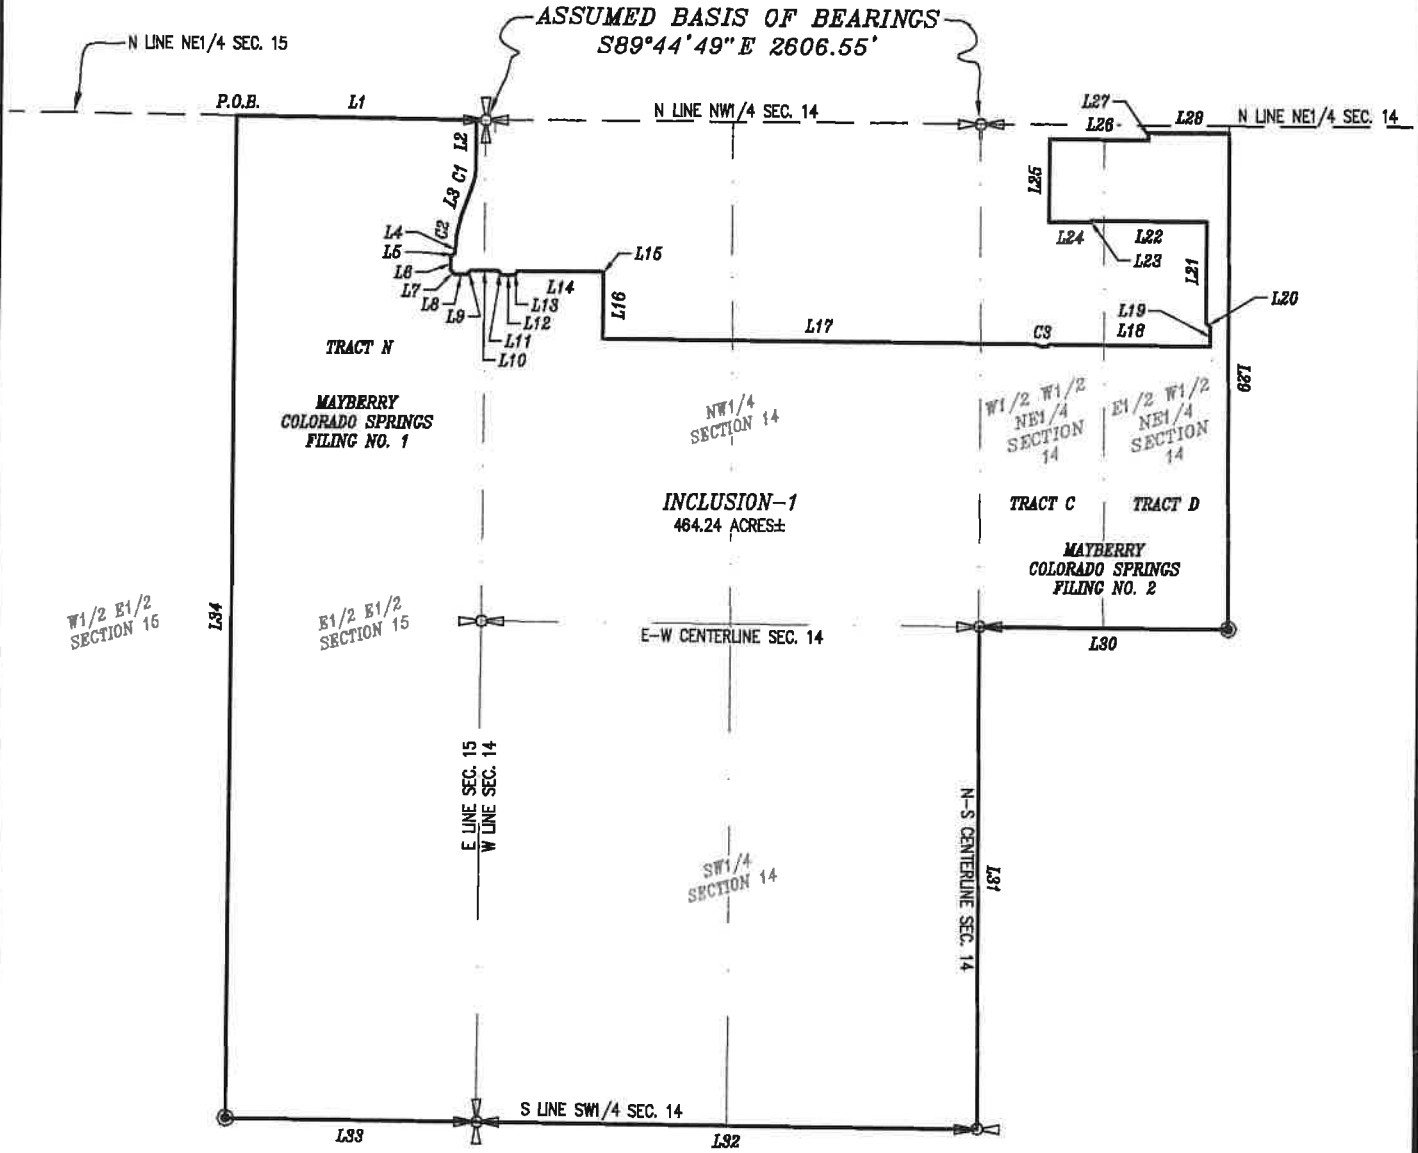 ASSUMED BASIS OF BEARINGS
S89°44'49"E 2606.55'
N LINE NE1/4 SEC. 15
P.O.B.
L1
N LINE NW1/4 SEC. 14
L27
L26
L28
N LINE NE1/4 SEC. 14
L2
C1
L3
C2
L4
L5
L6
L7
L8
L9
L10
L11
L12
L13
L14
L15
L16
L17
C3
L18
L19
L20
L21
L22
L23
L24
L25
L29
TRACT N
MAYBERRY
COLORADO SPRINGS
FILING NO. 1
NW1/4
SECTION 14
W1/2 W1/2
NE1/4
SECTION
14
E1/2 W1/2
NE1/4
SECTION
14
INCLUSION-1
464.24 ACRES±
TRACT C
TRACT D
MAYBERRY
COLORADO SPRINGS
FILING NO. 2
W1/2 E1/2
SECTION 15
L34
E1/2 E1/2
SECTION 15
E-W CENTERLINE SEC. 14
L30
E LINE SEC. 15
W LINE SEC. 14
N-S CENTERLINE SEC. 14
L31
SW1/4
SECTION 14
S LINE SW1/4 SEC. 14
L33
L32